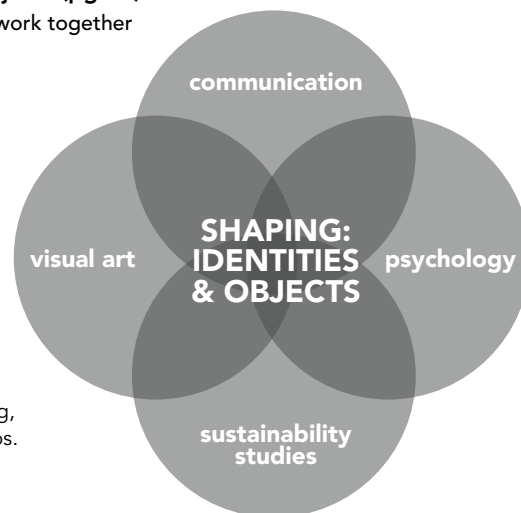 work together
communication
visual art
SHAPING:
IDENTITIES
& OBJECTS
psychology
sustainability
studies